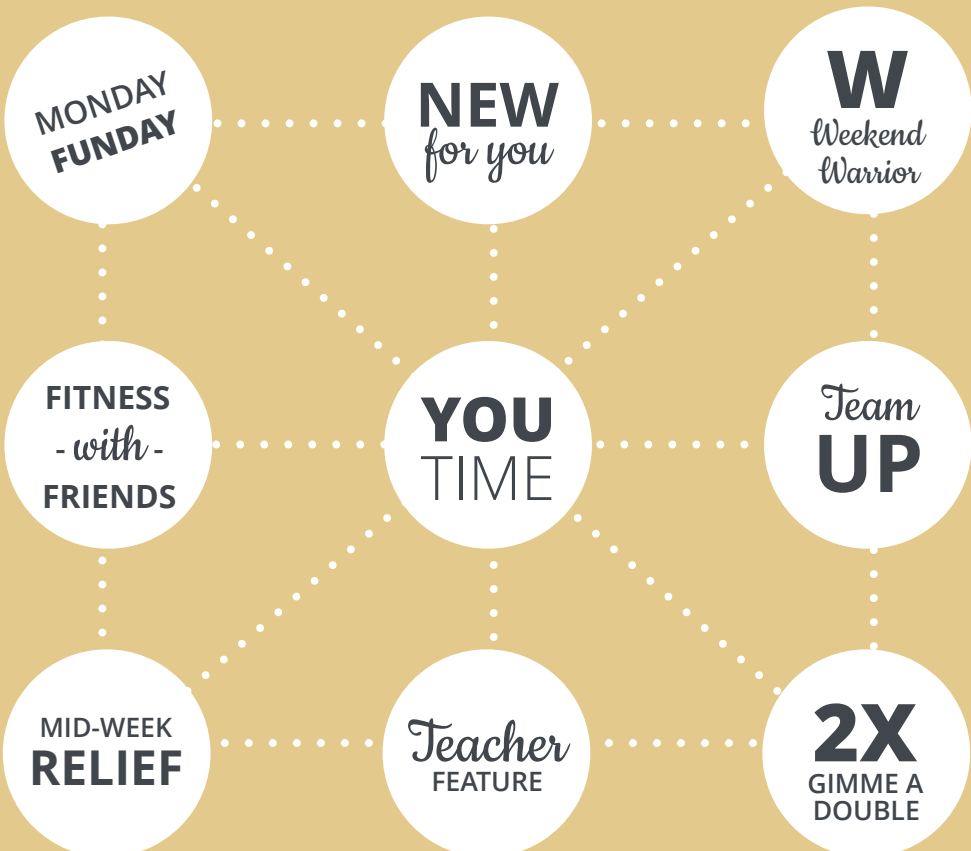 MONDAY
FUNDAY
NEW
for you
W
Weekend
Warrior
FITNESS
- with -
FRIENDS
YOU
TIME
Team
UP
MID-WEEK
RELIEF
Teacher
FEATURE
2X
GIMME A
DOUBLE